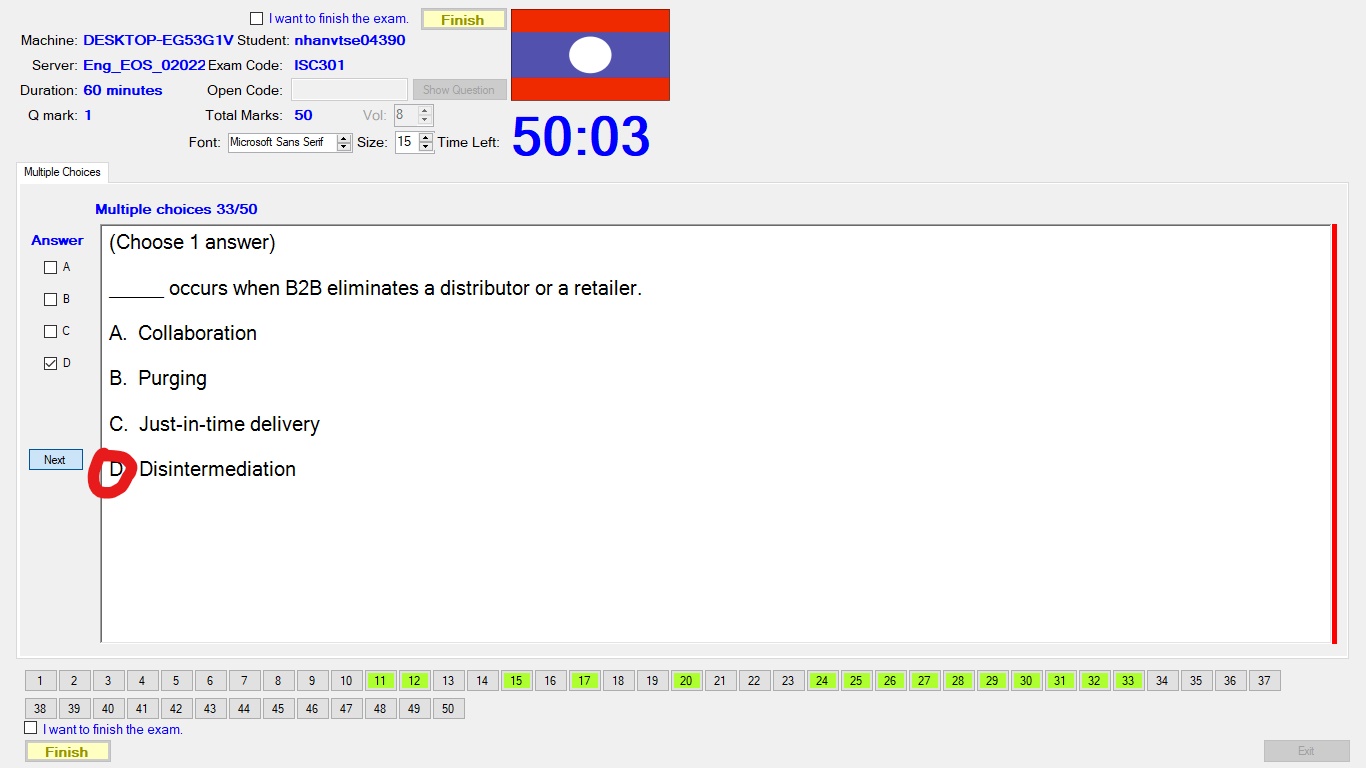 I want to finish the exam. Finish
Machine: DESKTOP-EG53G1V Student: nhanvtse04390
Server: Eng_EOS_02022 Exam Code: ISC301
Duration: 60 minutes Open Code: Show Question
Q mark: 1 Total Marks: 50 Vol: 8
Font: Microsoft Sans Serif Size: 15 Time Left: 50:03
Multiple Choices
Multiple choices 33/50
Answer
A
B
C
D
Next
(Choose 1 answer)
_____ occurs when B2B eliminates a distributor or a retailer.
A. Collaboration
B. Purging
C. Just-in-time delivery
D. Disintermediation
1 2 3 4 5 6 7 8 9 10 11 12 13 14 15 16 17 18 19 20 21 22 23 24 25 26 27 28 29 30 31 32 33 34 35 36 37
38 39 40 41 42 43 44 45 46 47 48 49 50
I want to finish the exam.
Finish Exit